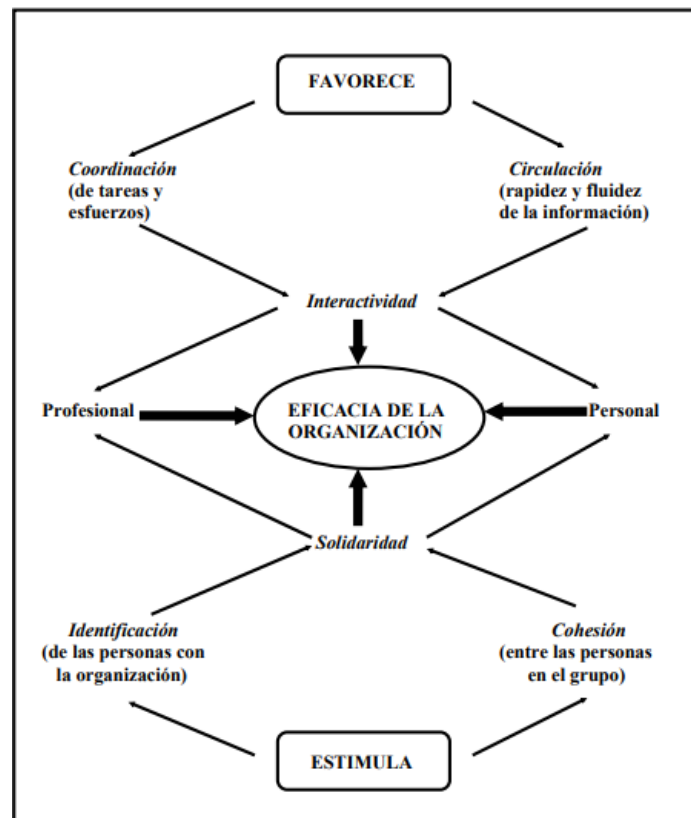 FAVORECE
Coordinación
(de tareas y
esfuerzos)
Circulación
(rapidez y fluidez
de la información)
Interactividad
Profesional
EFICACIA DE LA
ORGANIZACIÓN
Personal
Solidaridad
Identificación
(de las personas con
la organización)
Cohesión
(entre las personas
en el grupo)
ESTIMULA